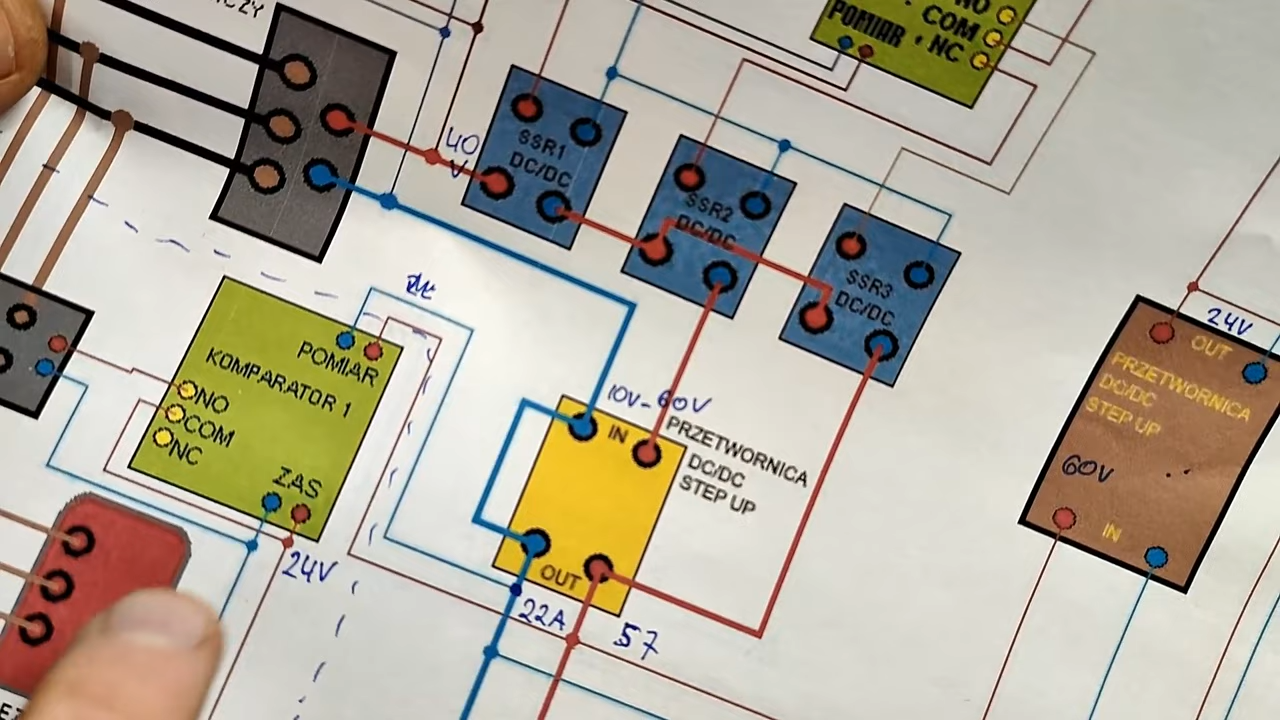 CZY
NO
COM
POMIAR
NC
40
V
SSR1
DC/DC
SSR2
DC/DC
SSR3
DC/DC
24V
OUT
PRZETWORNICA
DC/DC
STEP UP
60V
IN
POMIAR
KOMPARATOR 1
NO
COM
NC
ZAS
24V
10V-60V
IN
PRZETWORNICA
DC/DC
STEP UP
OUT
22A
57